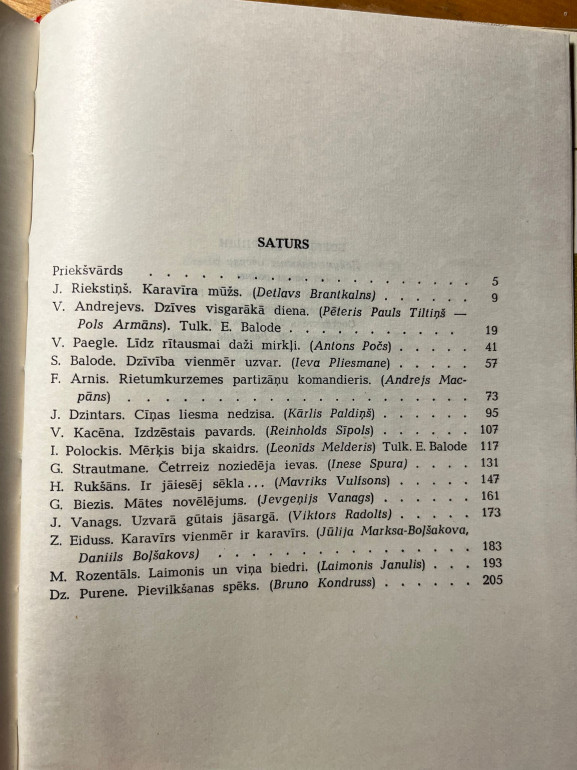 SATURS
Priekšvārds . . . . . . . . . . . . . . . . . . . 5
J. Riekstiņš. Karavīra mūžs. (Detlavs Brantkalns) . . . . . . 9
V. Andrejevs. Dzīves visgarākā diena. (Pēteris Pauls Tiltiņš —
Pols Armāns). Tulk. E. Balode . . . . . . . . . 19
V. Paegle. Līdz rītausmai daži mirkļi. (Antons Počs) . . . . . 41
S. Balode. Dzīvība vienmēr uzvar. (Ieva Pliesmane) . . . . . 57
F. Arnis. Rietumkurzemes partizāņu komandieris. (Andrejs Mac-
pāns) . . . . . . . . . . . . . . . . . . . . 73
J. Dzintars. Cīņas liesma nedzisa. (Kārlis Paldiņš) . . . . . . 95
V. Kacēna. Izdzēstais pavards. (Reinholds Sīpols) . . . . . . 107
I. Polockis. Mērķis bija skaidrs. (Leonīds Melderis) Tulk. E. Balode 117
G. Strautmane. Četrreiz noziedēja ievas. (Inese Spura) . . . . 131
H. Rukšāns. Ir jāiesēj sēkla... (Mavriks Vulfsons) . . . . . 147
G. Biezis. Mātes novēlējums. (Jevgeņijs Vanags) . . . . . . 161
J. Vanags. Uzvarā gūtais jāsargā. (Viktors Radolts) . . . . . 173
Z. Eiduss. Karavīrs vienmēr ir karavīrs. (Jūlija Marksa-Boļšakova,
Daniils Boļšakovs) . . . . . . . . . . . . . . . 183
M. Rozentāls. Laimonis un viņa biedri. (Laimonis Janulis) . . . 193
Dz. Purene. Pievilkšanas spēks. (Bruno Kondruss) . . . . . . 205